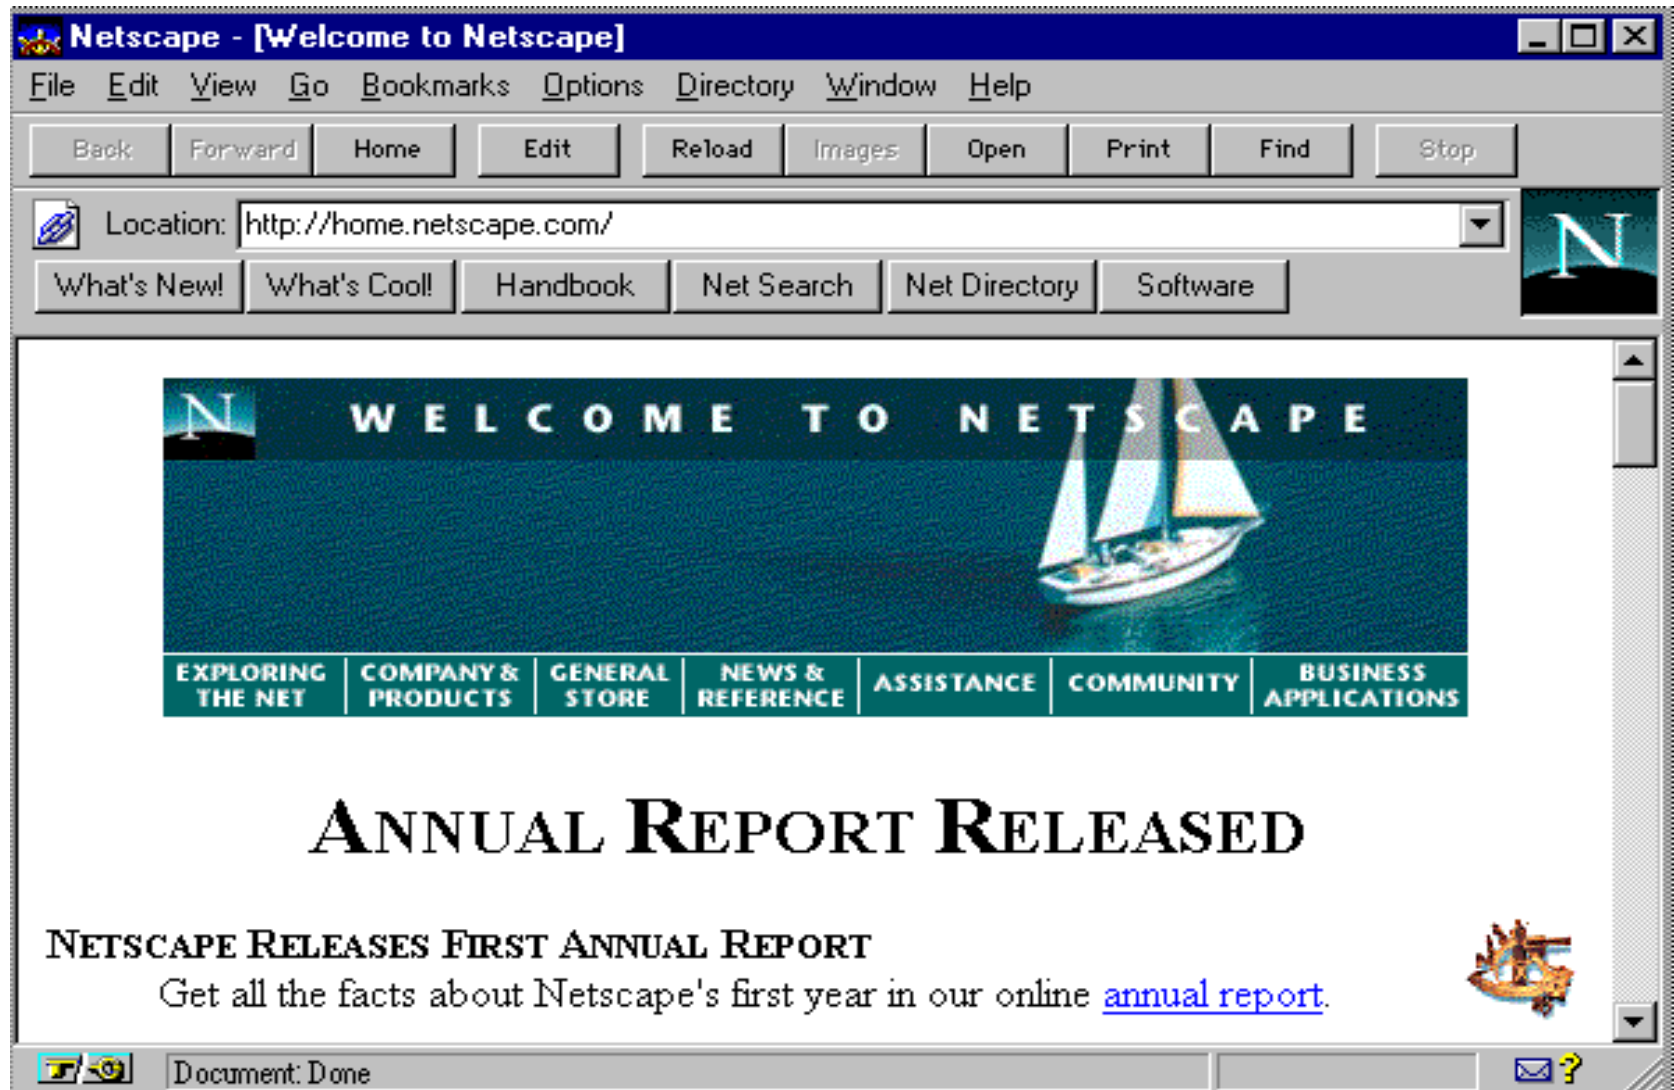 Netscape - [Welcome to Netscape]
File Edit View Go Bookmarks Options Directory Window Help
Back Forward Home Edit Reload Images Open Print Find Stop
Location: http://home.netscape.com/
N
What's New! What's Cool! Handbook Net Search Net Directory Software
N WELCOME TO NETSCAPE
EXPLORING THE NET COMPANY & PRODUCTS GENERAL STORE NEWS & REFERENCE ASSISTANCE COMMUNITY BUSINESS APPLICATIONS
ANNUAL REPORT RELEASED
NETSCAPE RELEASES FIRST ANNUAL REPORT
Get all the facts about Netscape's first year in our online annual report.
Document: Done ?